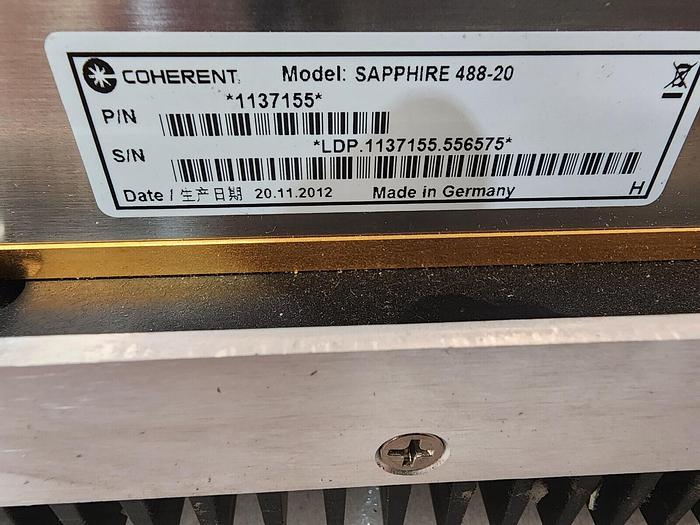 COHERENT. Model: SAPPHIRE 488-20
*1137155*
P/N
*LDP.1137155.556575*
S/N
Date / 生产日期 20.11.2012 Made in Germany H